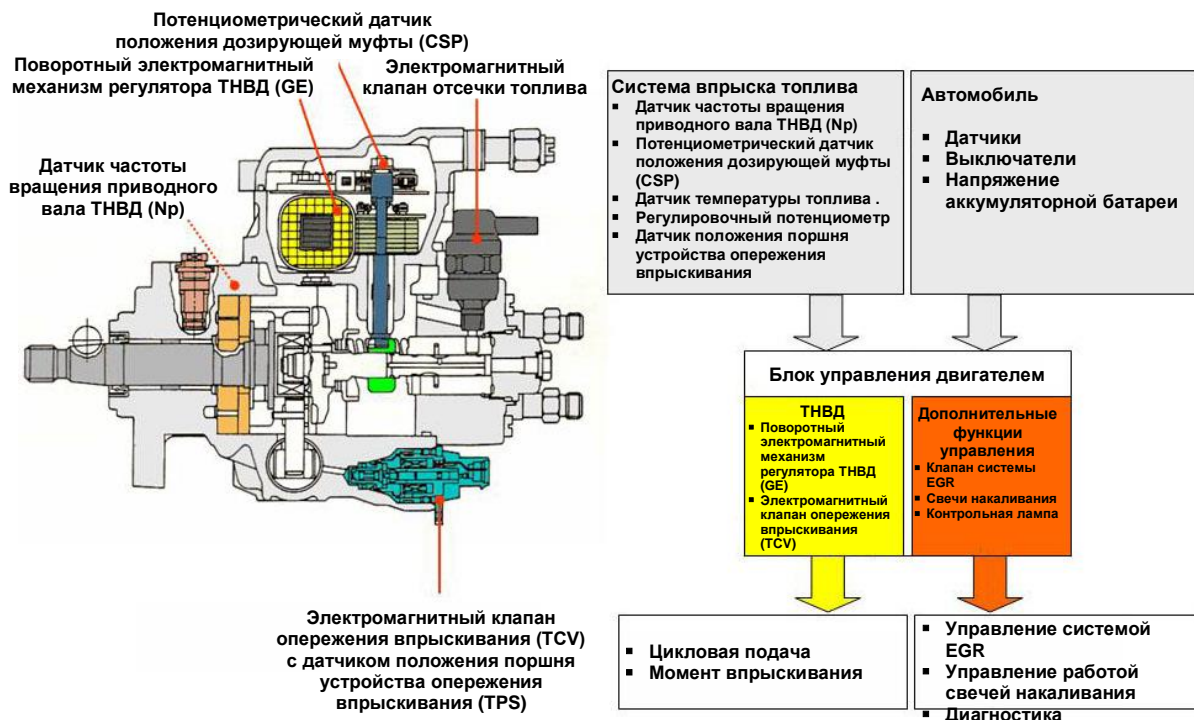 Потенциометрический датчик
положения дозирующей муфты (CSP)
Поворотный электромагнитный
механизм регулятора ТНВД (GE)
Электромагнитный
клапан отсечки топлива
Датчик частоты
вращения приводного
вала ТНВД (Np)
Электромагнитный клапан
опережения впрыскивания (TCV)
с датчиком положения поршня
устройства опережения
впрыскивания (TPS)
Система впрыска топлива
▪ Датчик частоты вращения
приводного вала ТНВД (Np)
▪ Потенциометрический датчик
положения дозирующей муфты
(CSP)
▪ Датчик температуры топлива .
▪ Регулировочный потенциометр
▪ Датчик положения поршня
устройства опережения
впрыскивания
Автомобиль
▪ Датчики
▪ Выключатели
▪ Напряжение
аккумуляторной батареи
Блок управления двигателем
ТНВД
▪ Поворотный
электромагнитный
механизм
регулятора ТНВД
(GE)
▪ Электромагнитный
клапан опережения
впрыскивания
(TCV)
Дополнительные
функции
управления
▪ Клапан системы
EGR
▪ Свечи накаливания
▪ Контрольная лампа
▪ Цикловая подача
▪ Момент впрыскивания
▪ Управление системой
EGR
▪ Управление работой
свечей накаливания
▪ Диагностика